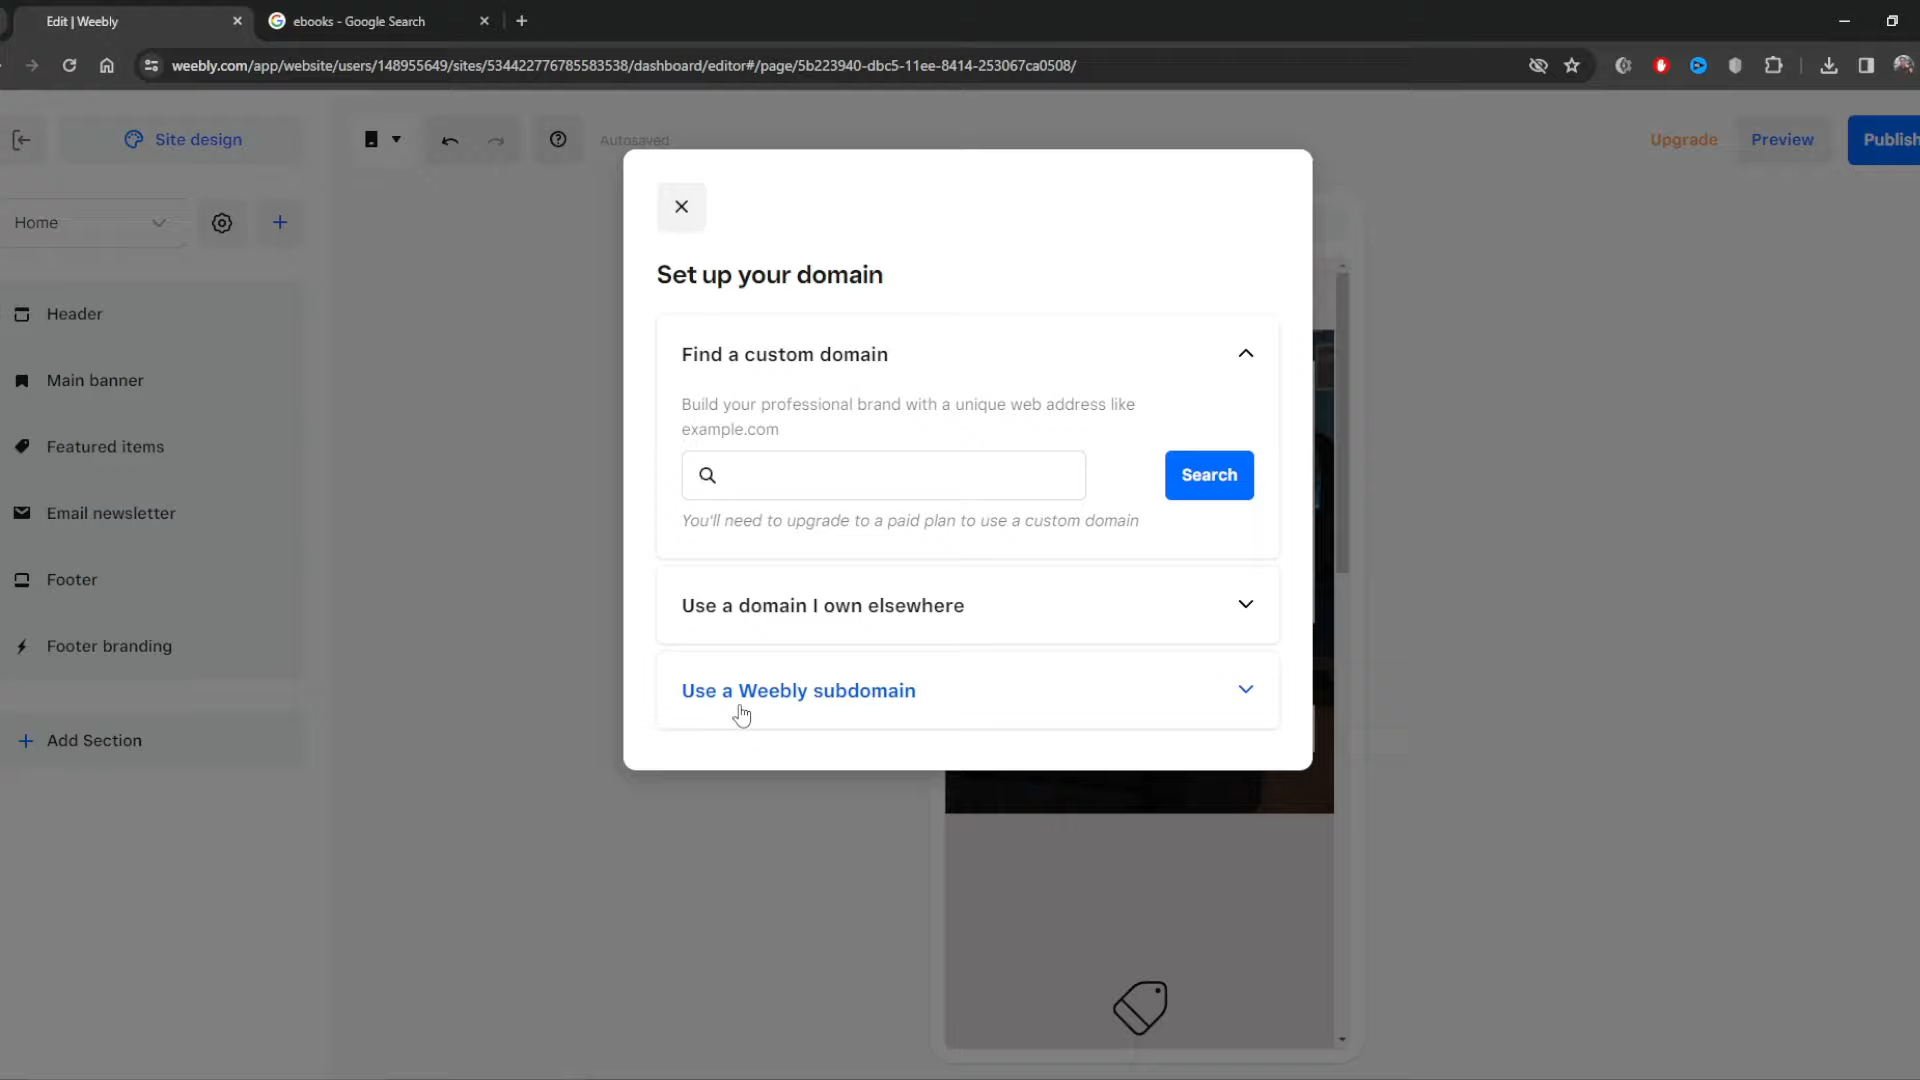 Edit | Weebly
ebooks - Google Search
weebly.com/app/website/users/148955649/sites/534422776785583538/dashboard/editor#/page/5b223940-dbc5-11ee-8414-253067ca0508/
Site design
Autosaved
Upgrade
Preview
Publish
Home
Header
Main banner
Featured items
Email newsletter
Footer
Footer branding
Add Section
Set up your domain
Find a custom domain
Build your professional brand with a unique web address like
example.com
Search
You'll need to upgrade to a paid plan to use a custom domain
Use a domain I own elsewhere
Use a Weebly subdomain